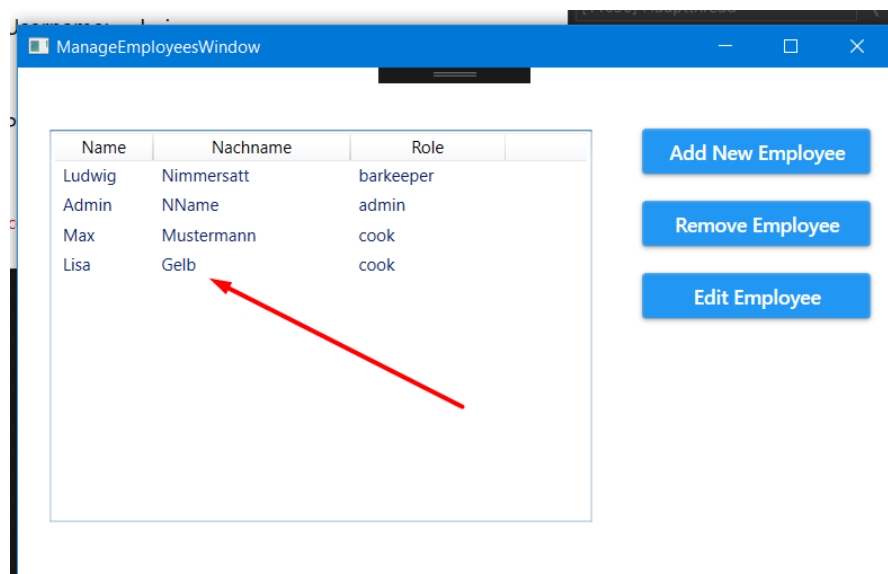 ManageEmployeesWindow
Name Nachname Role
Ludwig Nimmersatt barkeeper
Admin NName admin
Max Mustermann cook
Lisa Gelb cook
Add New Employee
Remove Employee
Edit Employee